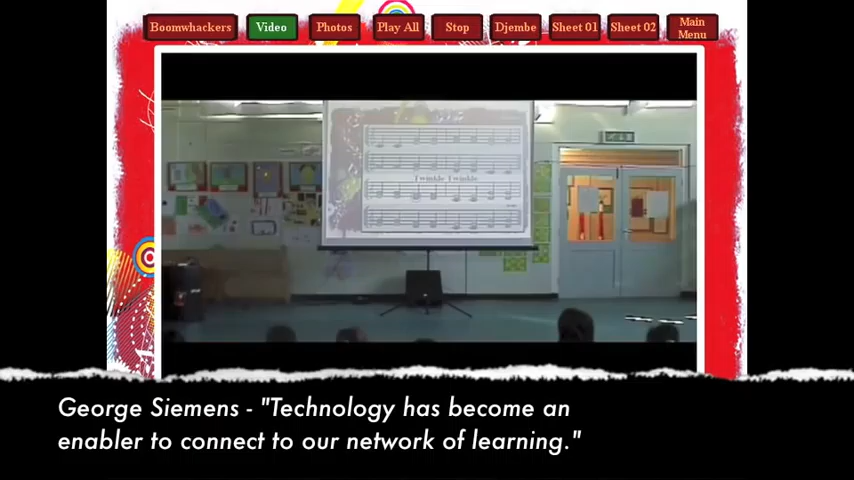 Boomwhackers Video Photos Play All Stop Djembe Sheet 01 Sheet 02 Main Menu
Twinkle Twinkle
George Siemens - "Technology has become an
enabler to connect to our network of learning."